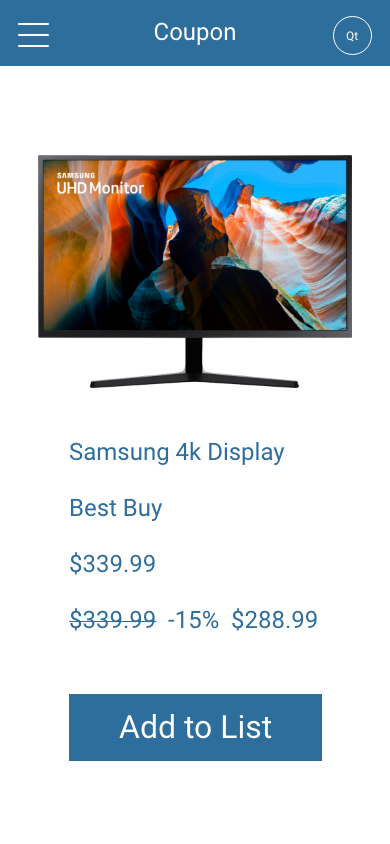 Coupon
Qt
SAMSUNG
UHD Monitor
Samsung 4k Display
Best Buy
$339.99
$339.99 -15% $288.99
Add to List